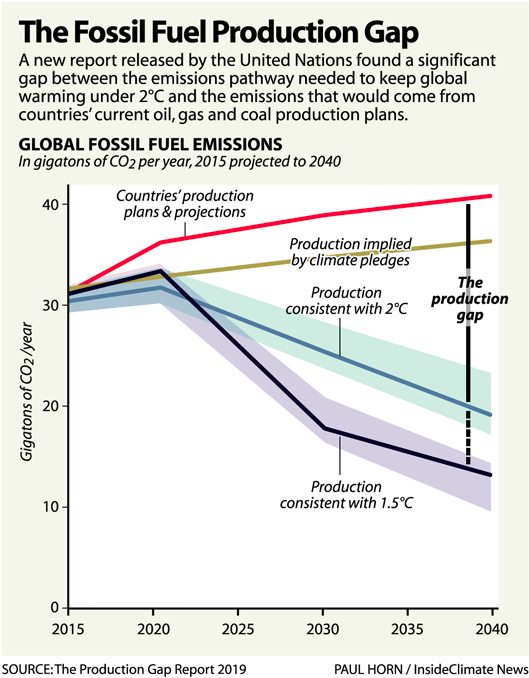 The Fossil Fuel Production Gap
A new report released by the United Nations found a significant
gap between the emissions pathway needed to keep global
warming under 2°C and the emissions that would come from
countries’ current oil, gas and coal production plans.
GLOBAL FOSSIL FUEL EMISSIONS
In gigatons of CO2 per year, 2015 projected to 2040
40
30
20
10
0
Gigatons of CO2/year
Countries’ production
plans & projections
Production implied
by climate pledges
Production
consistent with 2°C
The
production
gap
Production
consistent with 1.5°C
2015
2020
2025
2030
2035
2040
SOURCE: The Production Gap Report 2019
PAUL HORN / InsideClimate News